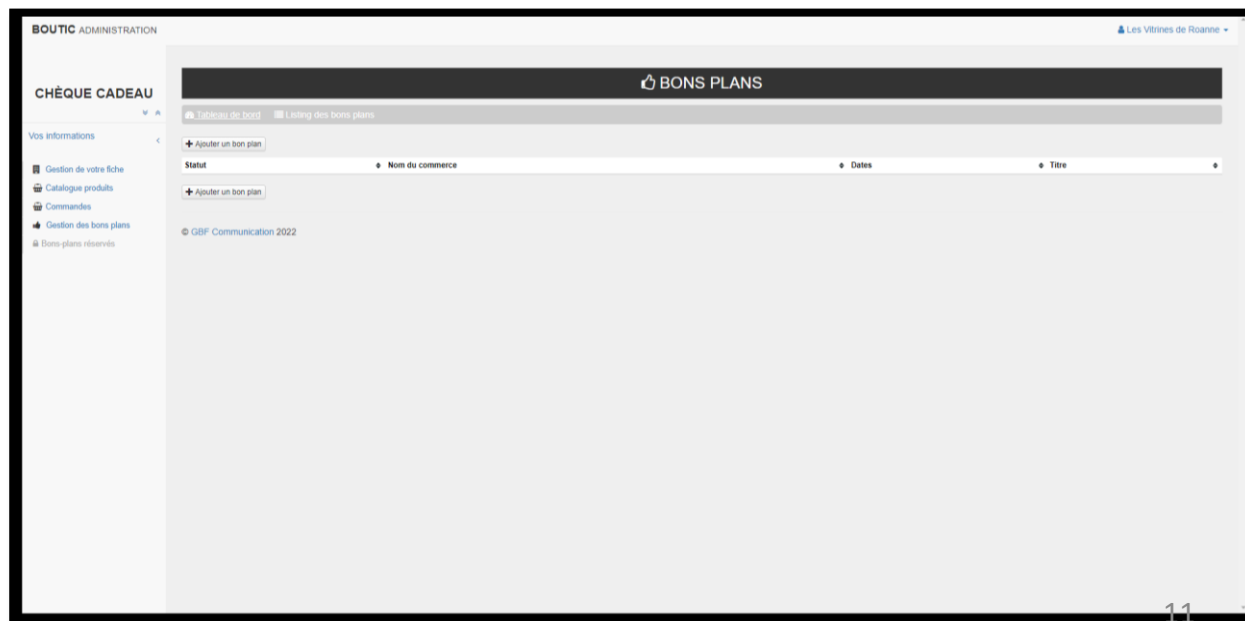 BOUTIC ADMINISTRATION
Les Vitrines de Roanne
CHÈQUE CADEAU
Vos informations
Gestion de votre fiche
Catalogue produits
Commandes
Gestion des bons plans
Bons-plans réservés
BONS PLANS
Tableau de bord Listing des bons plans
Ajouter un bon plan
Statut Nom du commerce Dates Titre
Ajouter un bon plan
© GBF Communication 2022
11